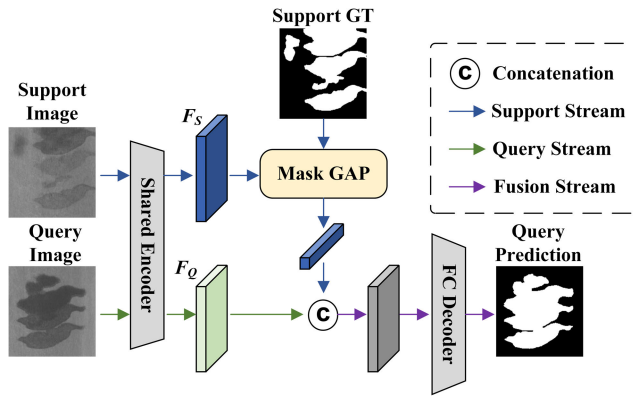 Support GT
Support
Image
F_S
Shared Encoder
Mask GAP
C Concatenation
Support Stream
Query Stream
Fusion Stream
Query
Image
F_Q
C
FC Decoder
Query
Prediction